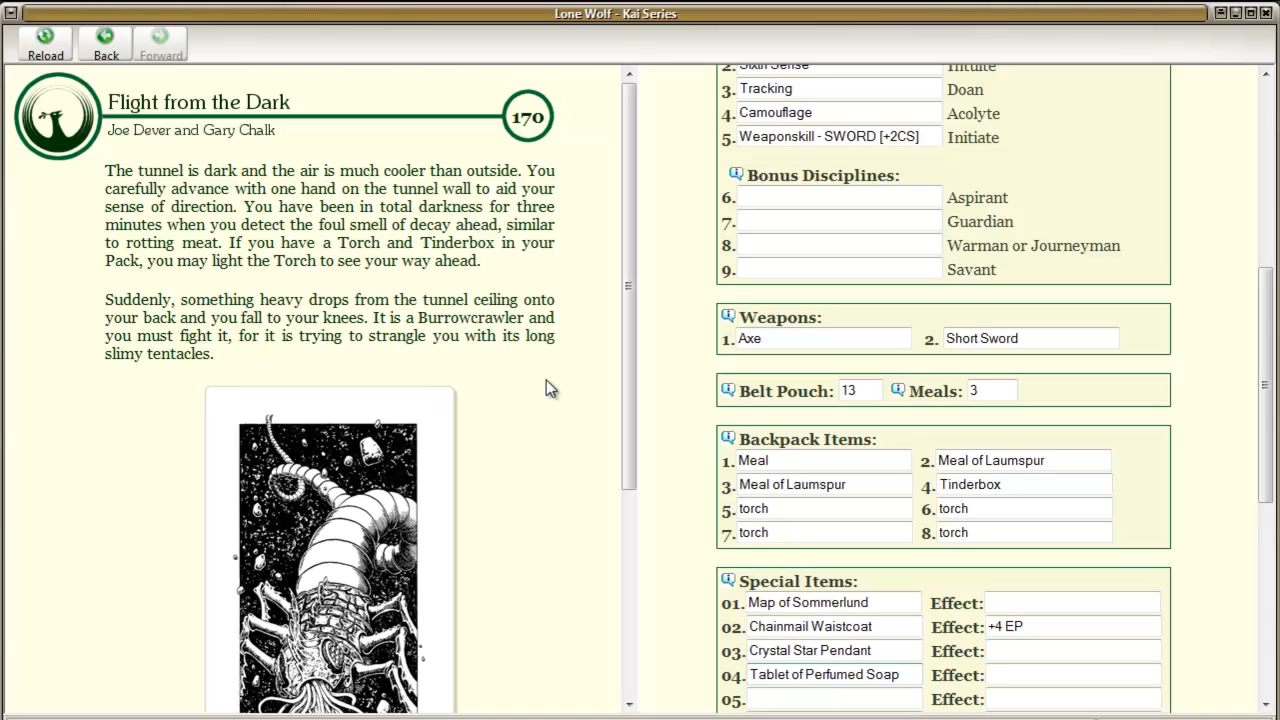 Lone Wolf - Kai Series
Reload
Back
Forward
Flight from the Dark
Joe Dever and Gary Chalk
170
The tunnel is dark and the air is much cooler than outside. You
carefully advance with one hand on the tunnel wall to aid your
sense of direction. You have been in total darkness for three
minutes when you detect the foul smell of decay ahead, similar
to rotting meat. If you have a Torch and Tinderbox in your
Pack, you may light the Torch to see your way ahead.
Suddenly, something heavy drops from the tunnel ceiling onto
your back and you fall to your knees. It is a Burrowcrawler and
you must fight it, for it is trying to strangle you with its long
slimy tentacles.
2. Sixth Sense Intuite
3. Tracking Doan
4. Camouflage Acolyte
5. Weaponskill - SWORD [+2CS] Initiate
Bonus Disciplines:
6. Aspirant
7. Guardian
8. Warman or Journeyman
9. Savant
Weapons:
1. Axe 2. Short Sword
Belt Pouch: 13 Meals: 3
Backpack Items:
1. Meal 2. Meal of Laumspur
3. Meal of Laumspur 4. Tinderbox
5. torch 6. torch
7. torch 8. torch
Special Items:
01. Map of Sommerlund Effect:
02. Chainmail Waistcoat Effect: +4 EP
03. Crystal Star Pendant Effect:
04. Tablet of Perfumed Soap Effect:
05. Effect: